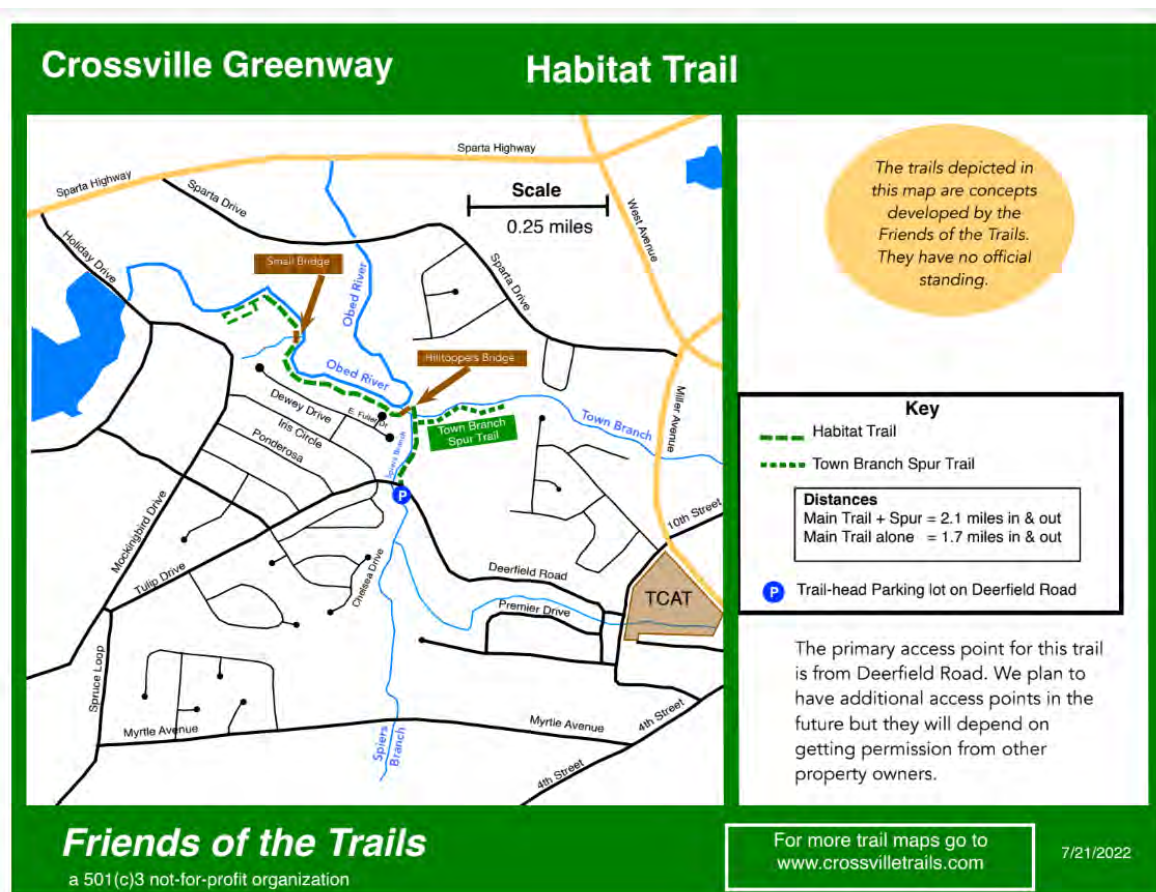 Crossville Greenway
Habitat Trail
Sparta Highway
Sparta Highway
Sparta Drive
Scale
0.25 miles
West Avenue
Holiday Drive
Small Bridge
Obed River
Sparta Drive
Obed River
Hilltoppers Bridge
Miller Avenue
Dewey Drive
E. Fuller Dr
Iris Circle
Ponderosa
Spiers Branch
Town Branch
Spur Trail
Town Branch
P
10th Street
Mockingbird Drive
Tulip Drive
Chelsea Drive
Deerfield Road
Premier Drive
TCAT
Spruce Loop
Myrtle Avenue
Myrtle Avenue
Spiers
Branch
4th Street
4th Street
The trails depicted in
this map are concepts
developed by the
Friends of the Trails.
They have no official
standing.
Key
Habitat Trail
Town Branch Spur Trail
Distances
Main Trail + Spur = 2.1 miles in & out
Main Trail alone = 1.7 miles in & out
P Trail-head Parking lot on Deerfield Road
The primary access point for this trail
is from Deerfield Road. We plan to
have additional access points in the
future but they will depend on
getting permission from other
property owners.
Friends of the Trails
a 501(c)3 not-for-profit organization
For more trail maps go to
www.crossvilletrails.com
7/21/2022